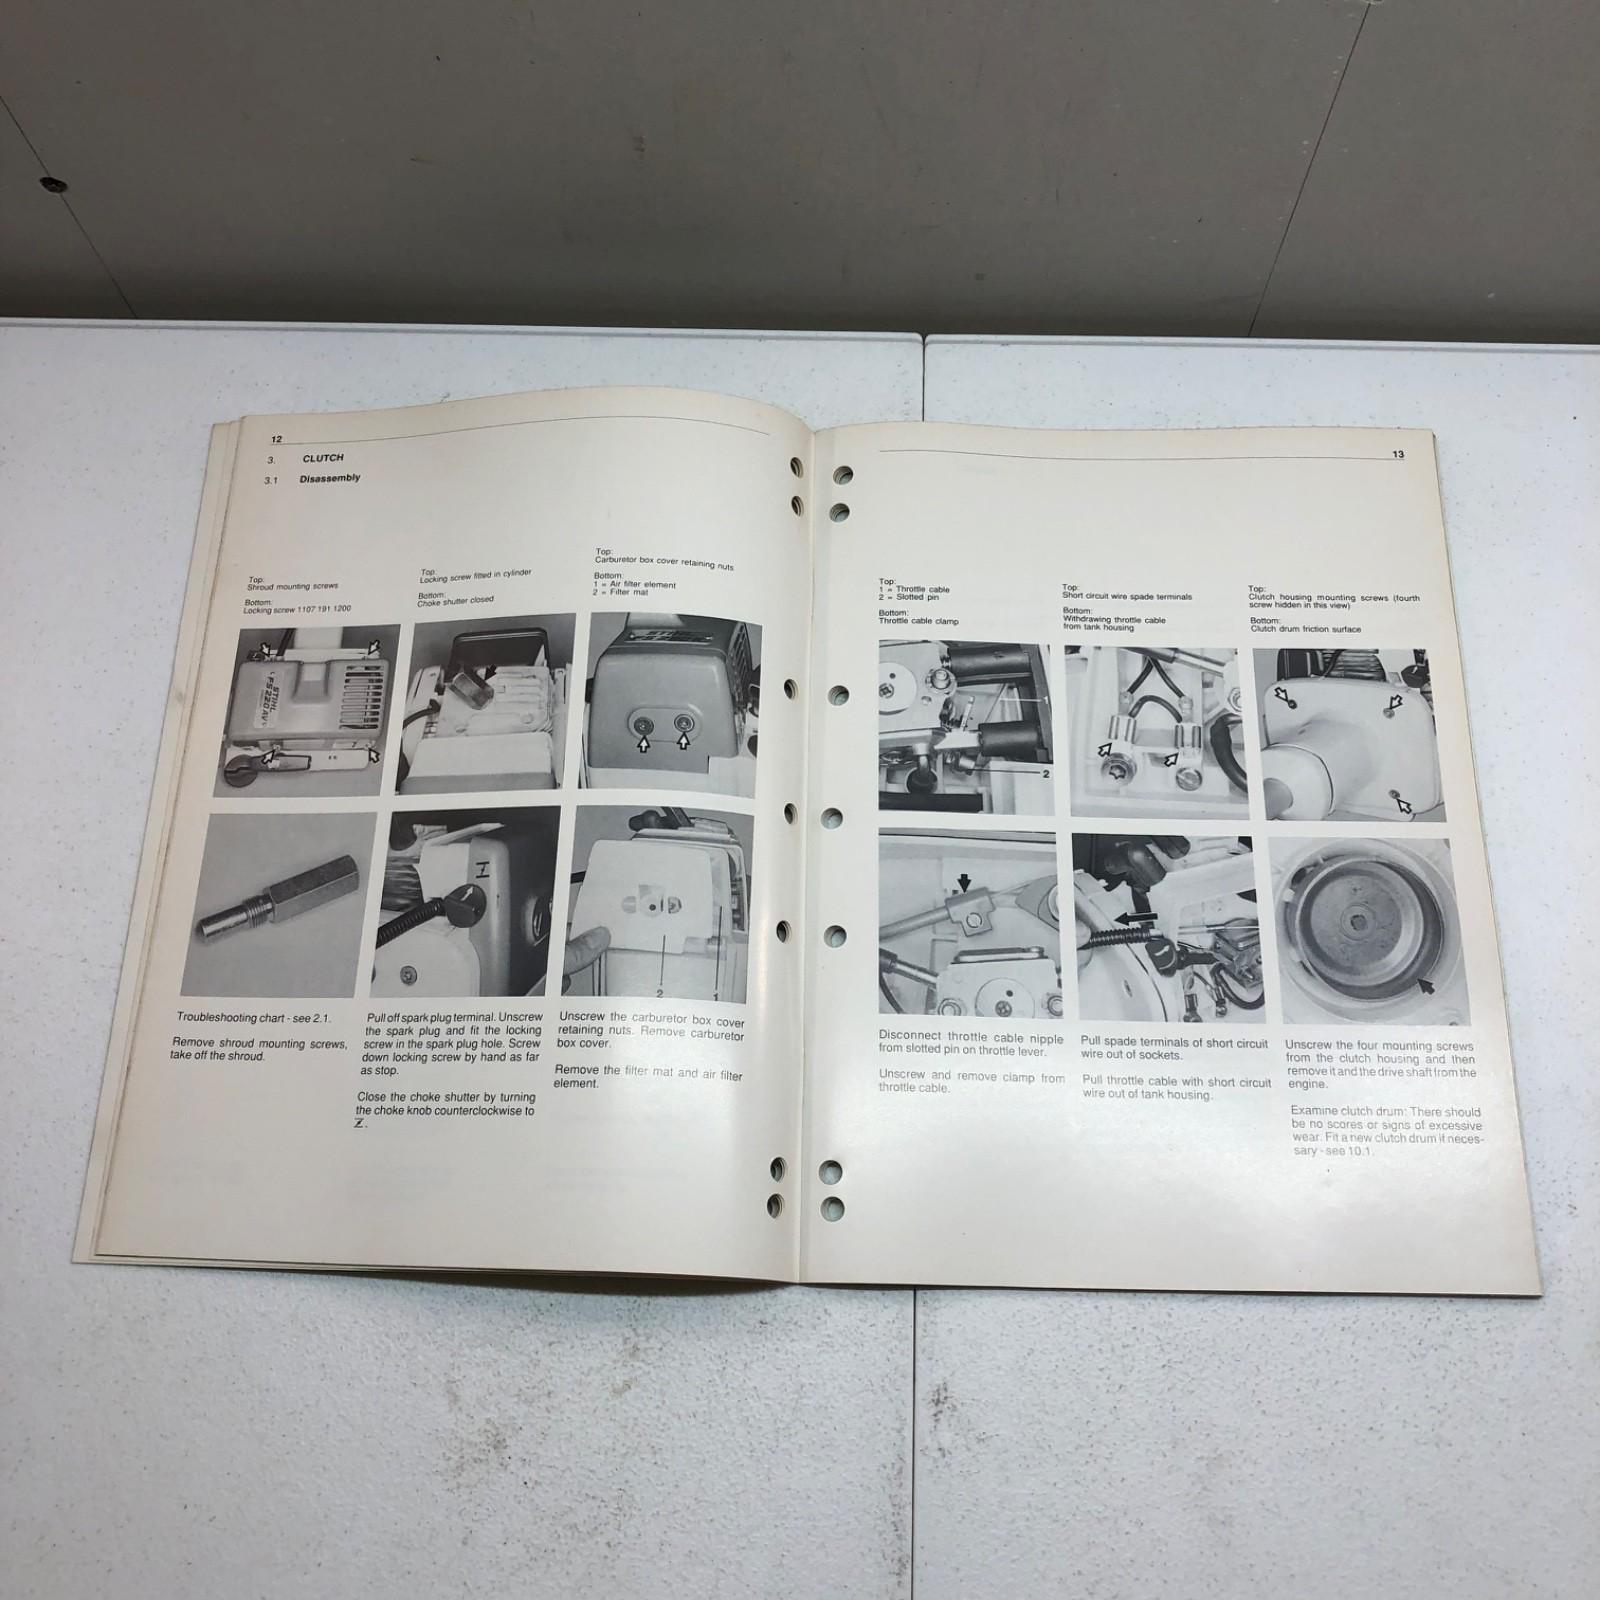 12
3. CLUTCH
3.1 Disassembly
Top:
Shroud mounting screws
Bottom:
Locking screw 1107 191 1200
Top:
Locking screw fitted in cylinder
Bottom:
Choke shutter closed
Top:
Carburetor box cover retaining nuts
Bottom:
1 = Air filter element
2 = Filter mat
STIHL
FS220AV
2
1
Troubleshooting chart - see 2.1.
Remove shroud mounting screws,
take off the shroud.
Pull off spark plug terminal. Unscrew
the spark plug and fit the locking
screw in the spark plug hole. Screw
down locking screw by hand as far
as stop.
Close the choke shutter by turning
the choke knob counterclockwise to
Unscrew the carburetor box cover
retaining nuts. Remove carburetor
box cover.
Remove the filter mat and air filter
element.
13
Top:
1 = Throttle cable
2 = Slotted pin
Bottom:
Throttle cable clamp
Top:
Short circuit wire spade terminals
Bottom:
Withdrawing throttle cable
from tank housing
Top:
Clutch housing mounting screws (fourth
screw hidden in this view)
Bottom:
Clutch drum friction surface
2
Disconnect throttle cable nipple
from slotted pin on throttle lever.
Unscrew and remove clamp from
throttle cable.
Pull spade terminals of short circuit
wire out of sockets.
Pull throttle cable with short circuit
wire out of tank housing.
Unscrew the four mounting screws
from the clutch housing and then
remove it and the drive shaft from the
engine.
Examine clutch drum: There should
be no scores or signs of excessive
wear. Fit a new clutch drum if neces-
sary - see 10.1.